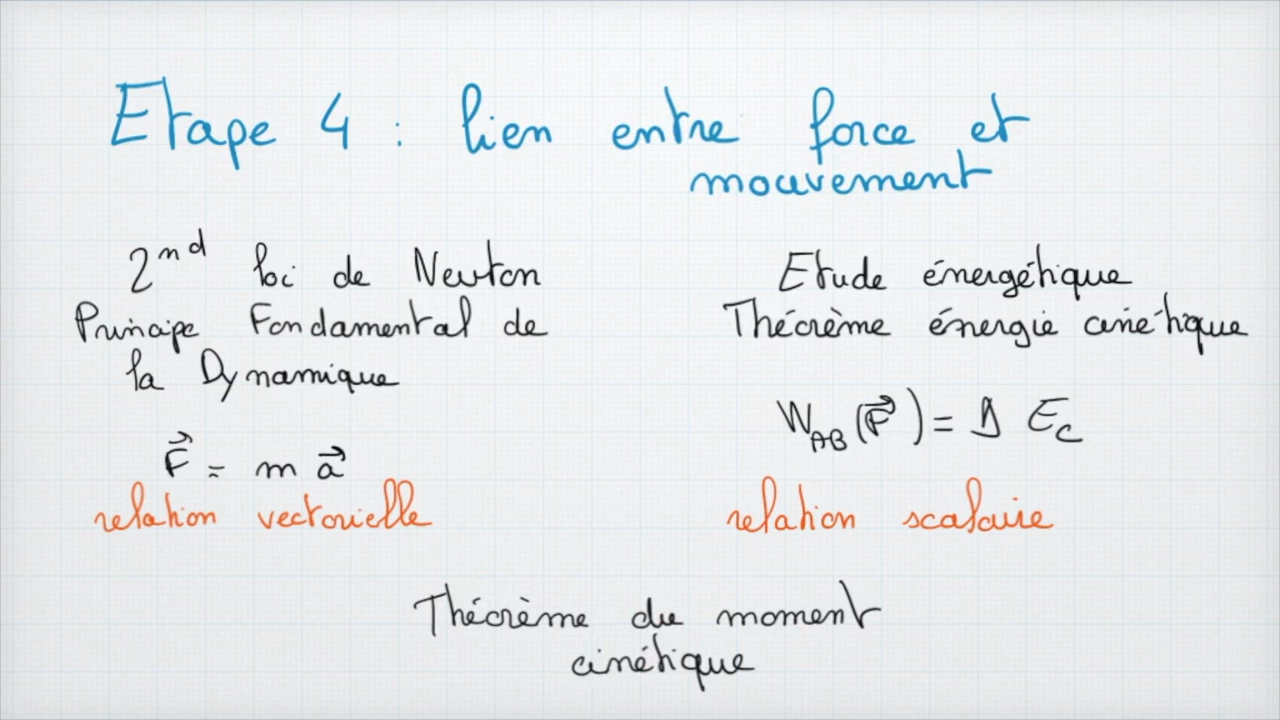 Etape 4 : lien entre force et
mouvement
2nd loi de Newton
Principe Fondamental de
la Dynamique
F⃗ = m a⃗
relation vectorielle
Etude énergétique
Théorème énergie cinétique
W_AB(F⃗) = Δ E_c
relation scalaire
Théorème du moment
cinétique